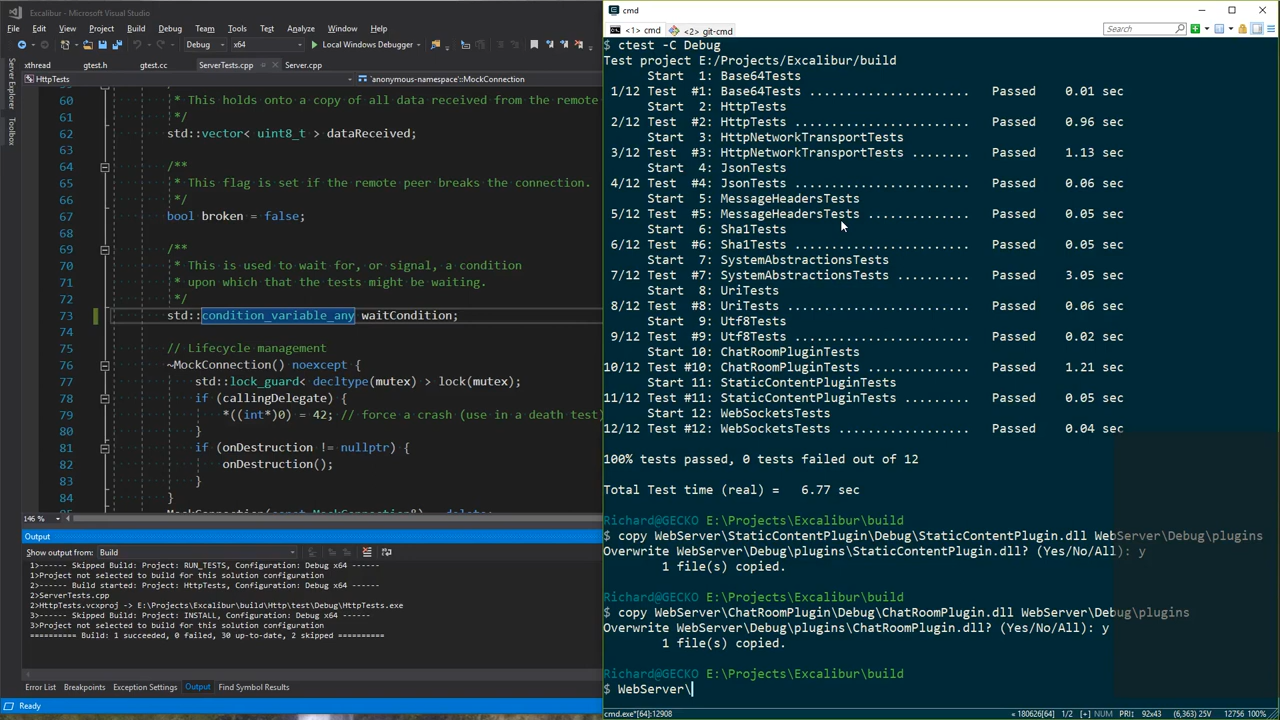 Excalibur - Microsoft Visual Studio
File Edit View Project Build Debug Team Tools Test Analyze Window Help
Debug x64 Local Windows Debugger
xthread gtest.h gtest.cc ServerTests.cpp Server.cpp
HttpTests `anonymous-namespace'::MockConnection
Server Explorer
Toolbox
60 * This holds onto a copy of all data received from the remote
61 */
62 std::vector< uint8_t > dataReceived;
63
64 /**
65 * This flag is set if the remote peer breaks the connection.
66 */
67 bool broken = false;
68
69 /**
70 * This is used to wait for, or signal, a condition
71 * upon which that the tests might be waiting.
72 */
73 std::condition_variable_any waitCondition;
74
75 // Lifecycle management
76 ~MockConnection() noexcept {
77 std::lock_guard< decltype(mutex) > lock(mutex);
78 if (callingDelegate) {
79 *((int*)0) = 42; // force a crash (use in a death test)
80 }
81 if (onDestruction != nullptr) {
82 onDestruction();
83 }
84 }
146 %
Output
Show output from: Build
1>------ Skipped Build: Project: RUN_TESTS, Configuration: Debug x64 ------
1>Project not selected to build for this solution configuration
2>------ Build started: Project: HttpTests, Configuration: Debug x64 ------
2>ServerTests.cpp
2>HttpTests.vcxproj -> E:\Projects\Excalibur\build\Http\test\Debug\HttpTests.exe
3>------ Skipped Build: Project: INSTALL, Configuration: Debug x64 ------
3>Project not selected to build for this solution configuration
========== Build: 1 succeeded, 0 failed, 30 up-to-date, 2 skipped ==========
Error List Breakpoints Exception Settings Output Find Symbol Results
Ready
cmd
<1> cmd <2> git-cmd Search
$ ctest -C Debug
Test project E:/Projects/Excalibur/build
Start 1: Base64Tests
1/12 Test #1: Base64Tests ...................... Passed 0.01 sec
Start 2: HttpTests
2/12 Test #2: HttpTests ........................ Passed 0.96 sec
Start 3: HttpNetworkTransportTests
3/12 Test #3: HttpNetworkTransportTests ........ Passed 1.13 sec
Start 4: JsonTests
4/12 Test #4: JsonTests ........................ Passed 0.06 sec
Start 5: MessageHeadersTests
5/12 Test #5: MessageHeadersTests .............. Passed 0.05 sec
Start 6: Sha1Tests
6/12 Test #6: Sha1Tests ........................ Passed 0.05 sec
Start 7: SystemAbstractionsTests
7/12 Test #7: SystemAbstractionsTests .......... Passed 3.05 sec
Start 8: UriTests
8/12 Test #8: UriTests ......................... Passed 0.06 sec
Start 9: Utf8Tests
9/12 Test #9: Utf8Tests ........................ Passed 0.02 sec
Start 10: ChatRoomPluginTests
10/12 Test #10: ChatRoomPluginTests .............. Passed 1.21 sec
Start 11: StaticContentPluginTests
11/12 Test #11: StaticContentPluginTests ......... Passed 0.05 sec
Start 12: WebSocketsTests
12/12 Test #12: WebSocketsTests .................. Passed 0.04 sec
100% tests passed, 0 tests failed out of 12
Total Test time (real) = 6.77 sec
Richard@GECKO E:\Projects\Excalibur\build
$ copy WebServer\StaticContentPlugin\Debug\StaticContentPlugin.dll WebServer\Debug\plugins
Overwrite WebServer\Debug\plugins\StaticContentPlugin.dll? (Yes/No/All): y
1 file(s) copied.
Richard@GECKO E:\Projects\Excalibur\build
$ copy WebServer\ChatRoomPlugin\Debug\ChatRoomPlugin.dll WebServer\Debug\plugins
Overwrite WebServer\Debug\plugins\ChatRoomPlugin.dll? (Yes/No/All): y
1 file(s) copied.
Richard@GECKO E:\Projects\Excalibur\build
$ WebServer\
cmd.exe*[64]:12908 « 180626[64] 1/2 [+] NUM PRI: 92x43 (6,363) 25V 12756 100%